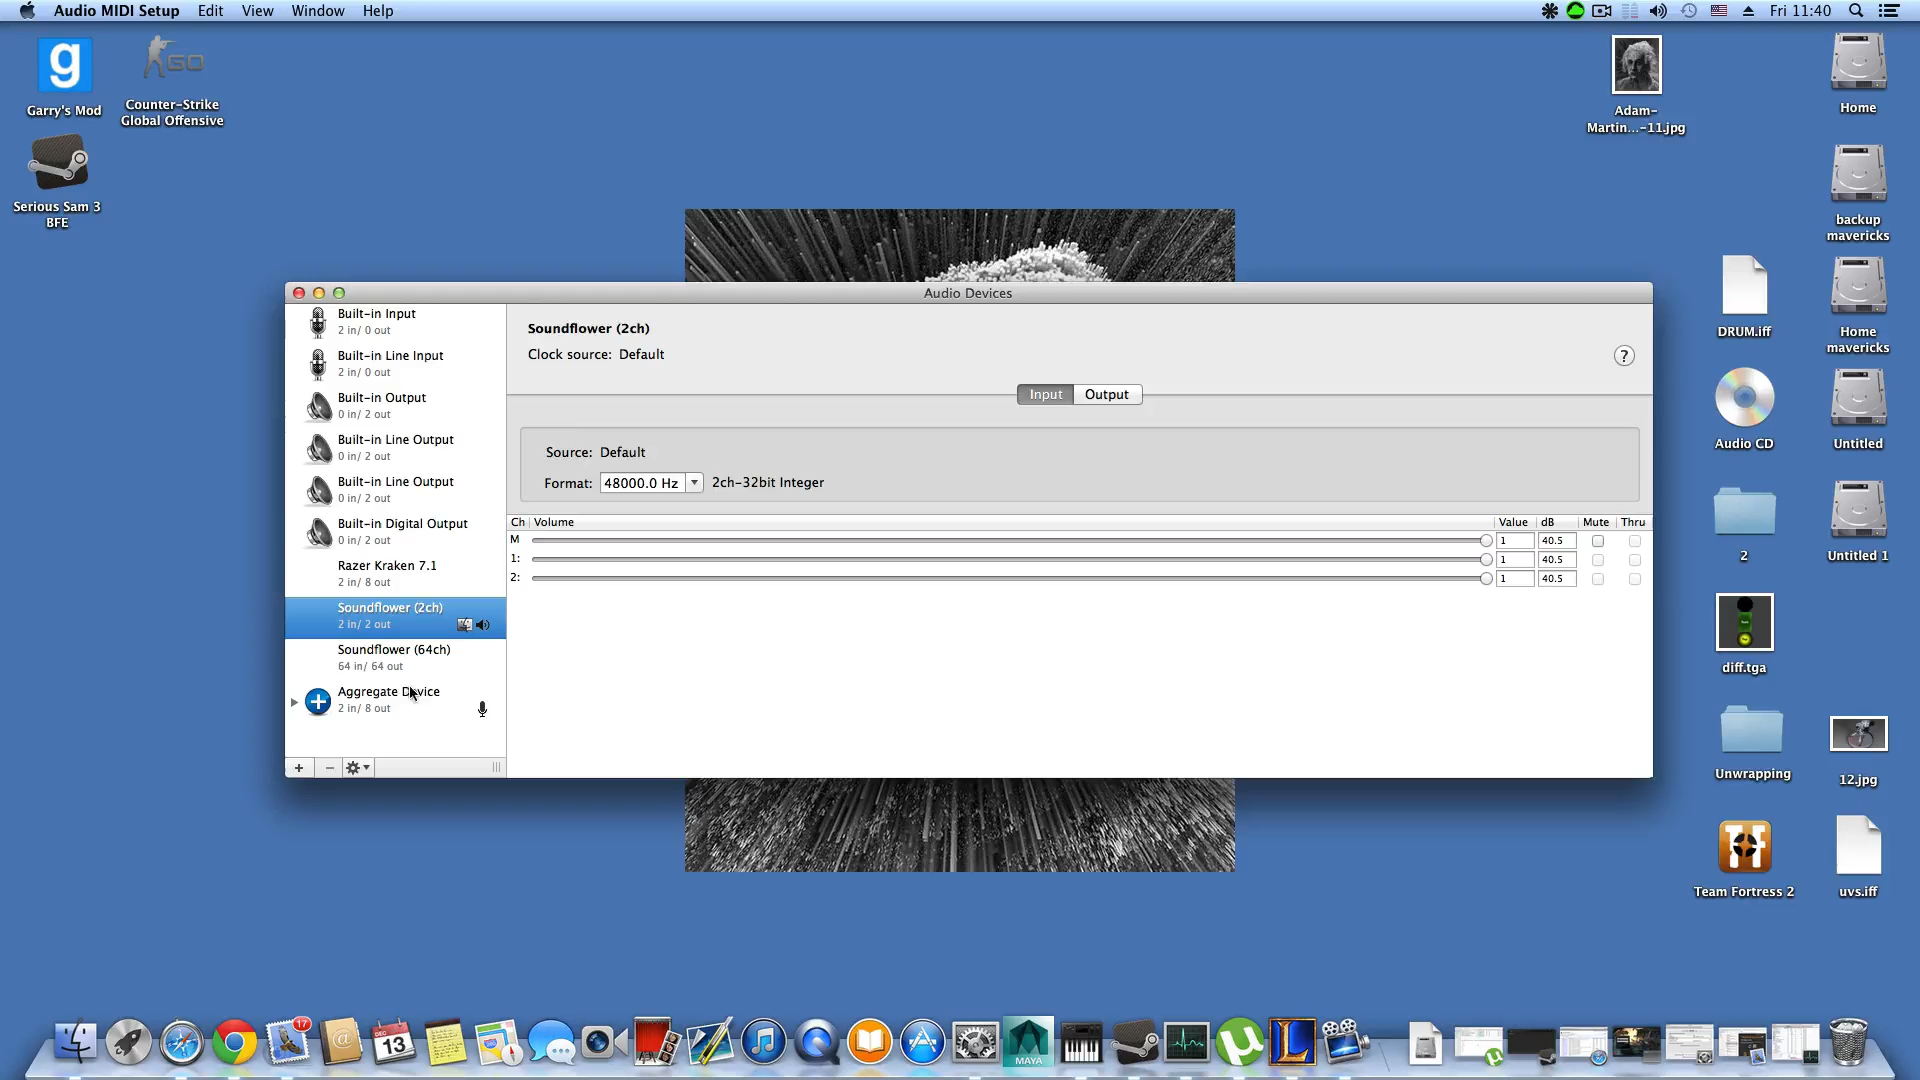 Audio MIDI Setup Edit View Window Help
Fri 11:40
g
Garry's Mod
GO
Counter-Strike
Global Offensive
Serious Sam 3
BFE
Adam-
Martin...-11.jpg
Home
backup
mavericks
DRUM.iff
Home
mavericks
Audio CD
Untitled
2
Untitled 1
diff.tga
Unwrapping
12.jpg
Team Fortress 2
uvs.iff
Audio Devices
Built-in Input
2 in/ 0 out
Built-in Line Input
2 in/ 0 out
Built-in Output
0 in/ 2 out
Built-in Line Output
0 in/ 2 out
Built-in Line Output
0 in/ 2 out
Built-in Digital Output
0 in/ 2 out
Razer Kraken 7.1
2 in/ 8 out
Soundflower (2ch)
2 in/ 2 out
Soundflower (64ch)
64 in/ 64 out
Aggregate Device
2 in/ 8 out
Soundflower (2ch)
Clock source: Default
?
Input Output
Source: Default
Format: 48000.0 Hz 2ch-32bit Integer
Ch Volume Value dB Mute Thru
M 1 40.5
1: 1 40.5
2: 1 40.5
17
DEC
13
MAYA